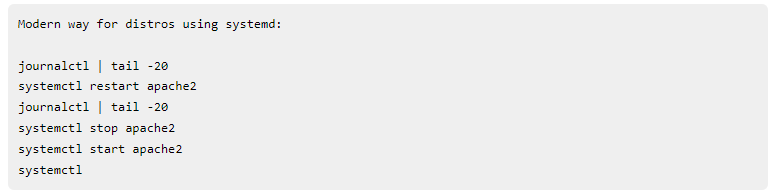 Modern way for distros using systemd:
journalctl | tail -20
systemctl restart apache2
journalctl | tail -20
systemctl stop apache2
systemctl start apache2
systemctl